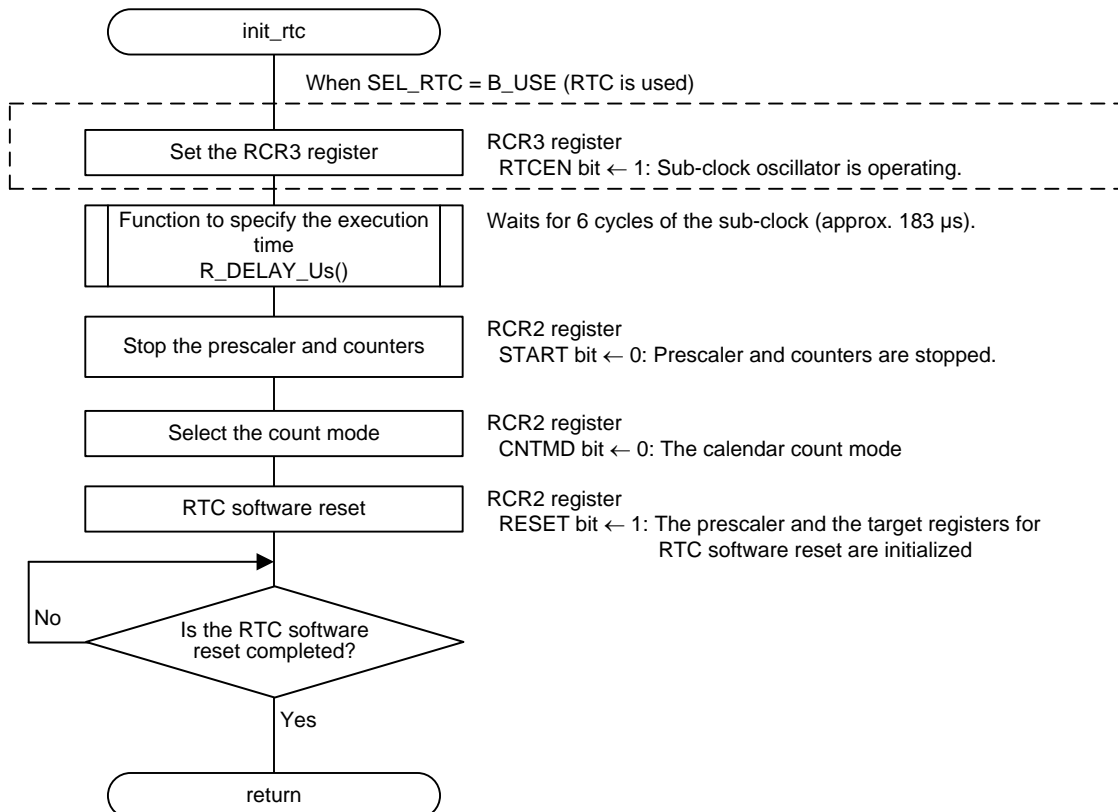 init_rtc
When SEL_RTC = B_USE (RTC is used)
Set the RCR3 register
RCR3 register
RTCEN bit ← 1: Sub-clock oscillator is operating.
Function to specify the execution
time
R_DELAY_Us()
Waits for 6 cycles of the sub-clock (approx. 183 µs).
Stop the prescaler and counters
RCR2 register
START bit ← 0: Prescaler and counters are stopped.
Select the count mode
RCR2 register
CNTMD bit ← 0: The calendar count mode
RTC software reset
RCR2 register
RESET bit ← 1: The prescaler and the target registers for
RTC software reset are initialized
No
Is the RTC software
reset completed?
Yes
return